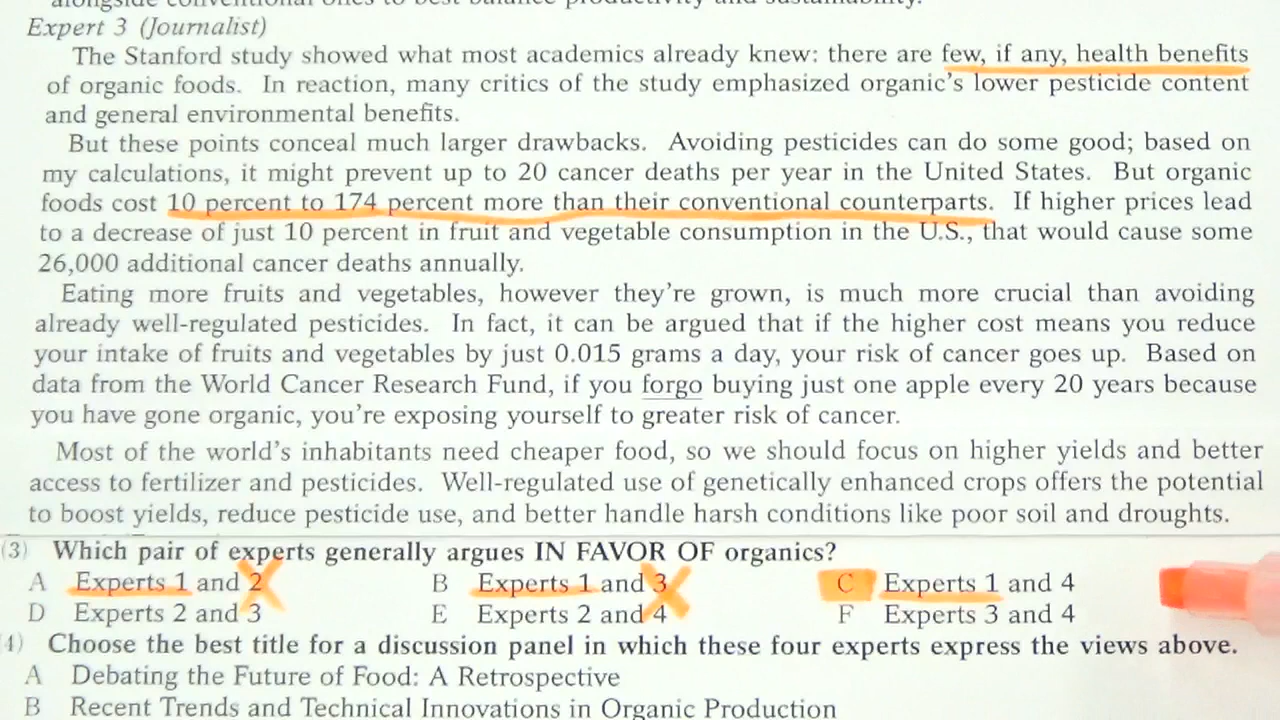 alongside conventional ones to best balance productivity and sustainability.
Expert 3 (Journalist)
The Stanford study showed what most academics already knew: there are few, if any, health benefits
of organic foods. In reaction, many critics of the study emphasized organic's lower pesticide content
and general environmental benefits.
But these points conceal much larger drawbacks. Avoiding pesticides can do some good; based on
my calculations, it might prevent up to 20 cancer deaths per year in the United States. But organic
foods cost 10 percent to 174 percent more than their conventional counterparts. If higher prices lead
to a decrease of just 10 percent in fruit and vegetable consumption in the U.S., that would cause some
26,000 additional cancer deaths annually.
Eating more fruits and vegetables, however they're grown, is much more crucial than avoiding
already well-regulated pesticides. In fact, it can be argued that if the higher cost means you reduce
your intake of fruits and vegetables by just 0.015 grams a day, your risk of cancer goes up. Based on
data from the World Cancer Research Fund, if you forgo buying just one apple every 20 years because
you have gone organic, you're exposing yourself to greater risk of cancer.
Most of the world's inhabitants need cheaper food, so we should focus on higher yields and better
access to fertilizer and pesticides. Well-regulated use of genetically enhanced crops offers the potential
to boost yields, reduce pesticide use, and better handle harsh conditions like poor soil and droughts.
(3) Which pair of experts generally argues IN FAVOR OF organics?
A Experts 1 and 2 B Experts 1 and 3 C Experts 1 and 4
D Experts 2 and 3 E Experts 2 and 4 F Experts 3 and 4
4) Choose the best title for a discussion panel in which these four experts express the views above.
A Debating the Future of Food: A Retrospective
B Recent Trends and Technical Innovations in Organic Production